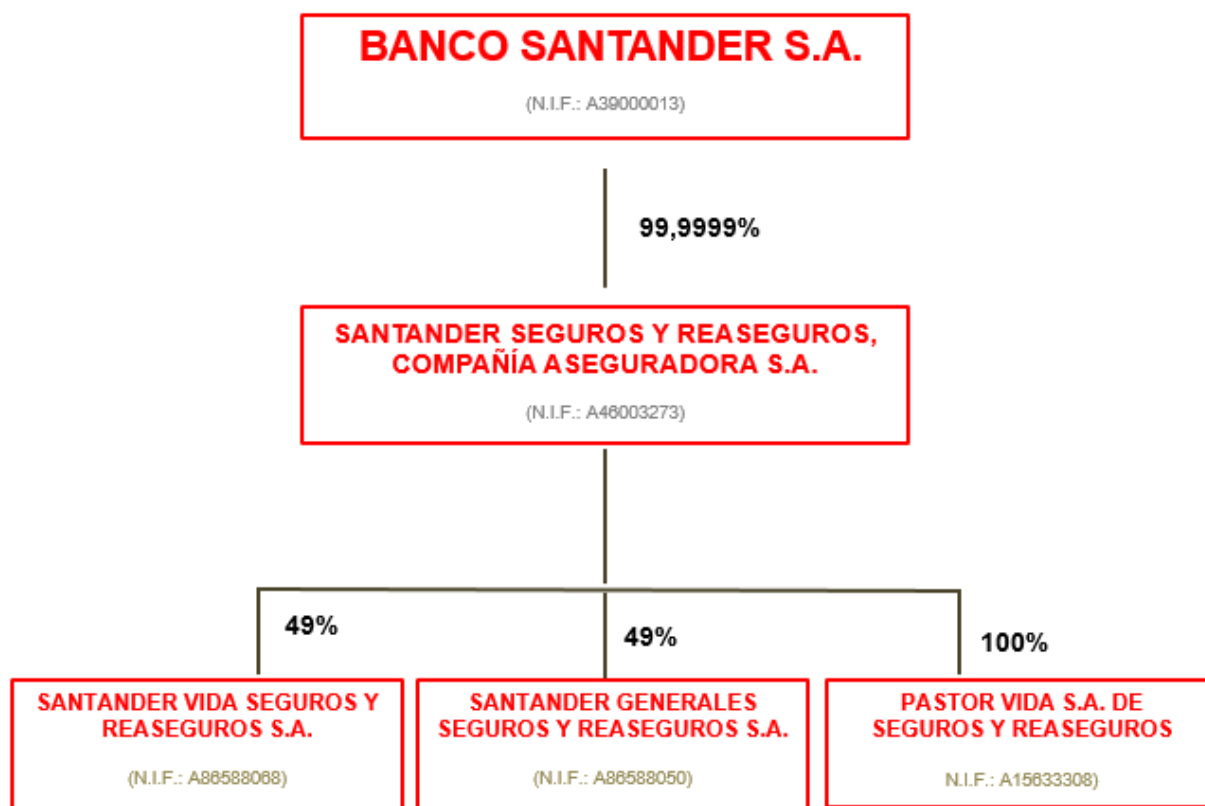 BANCO SANTANDER S.A.
(N.I.F.: A39000013)
99,9999%
SANTANDER SEGUROS Y REASEGUROS,
COMPAÑÍA ASEGURADORA S.A.
(N.I.F.: A46003273)
49%
49%
100%
SANTANDER VIDA SEGUROS Y
REASEGUROS S.A.
(N.I.F.: A86588068)
SANTANDER GENERALES
SEGUROS Y REASEGUROS S.A.
(N.I.F.: A86588050)
PASTOR VIDA S.A. DE
SEGUROS Y REASEGUROS
N.I.F.: A15633308)